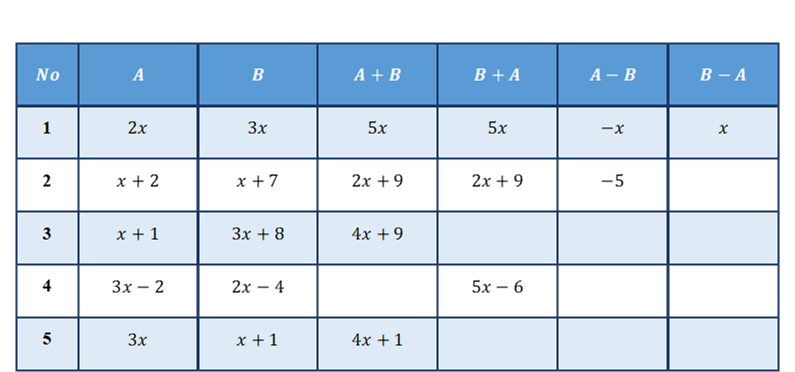 No A B A + B B + A A − B B − A
1 2x 3x 5x 5x −x x
2 x + 2 x + 7 2x + 9 2x + 9 −5
3 x + 1 3x + 8 4x + 9
4 3x − 2 2x − 4 5x − 6
5 3x x + 1 4x + 1